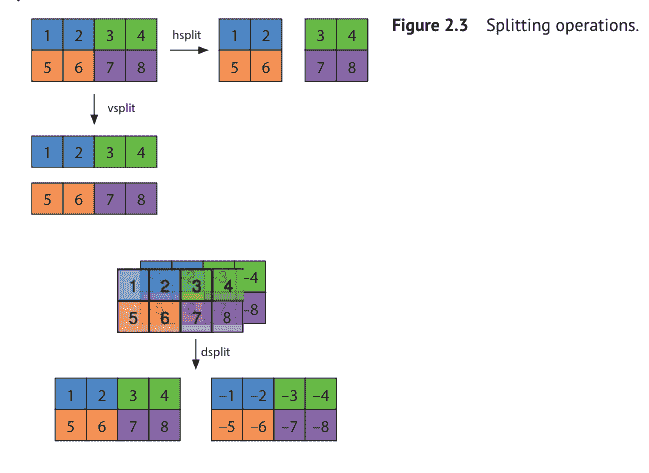 Figure 2.3 Splitting operations.
1 2 3 4 hsplit 1 2 3 4
5 6 7 8 5 6 7 8
vsplit
1 2 3 4
5 6 7 8
1 2 3 4 –4
5 6 7 8 –8
dsplit
1 2 3 4 –1 –2 –3 –4
5 6 7 8 –5 –6 –7 –8